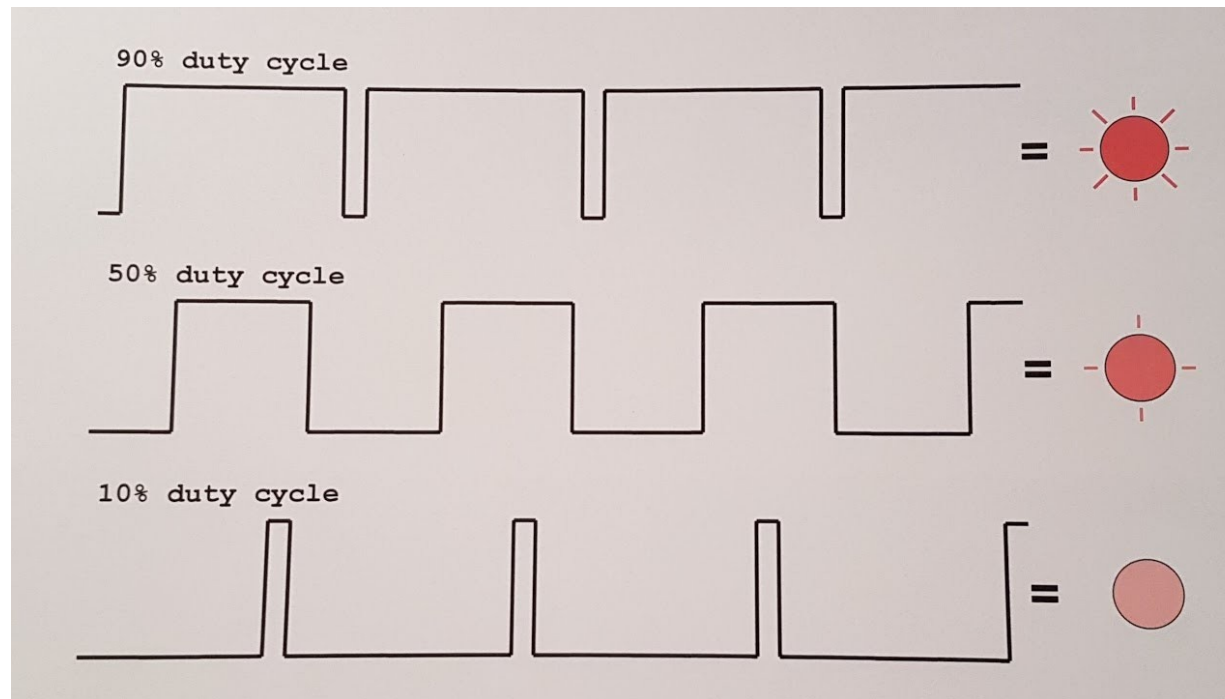 90% duty cycle
=
50% duty cycle
=
10% duty cycle
=